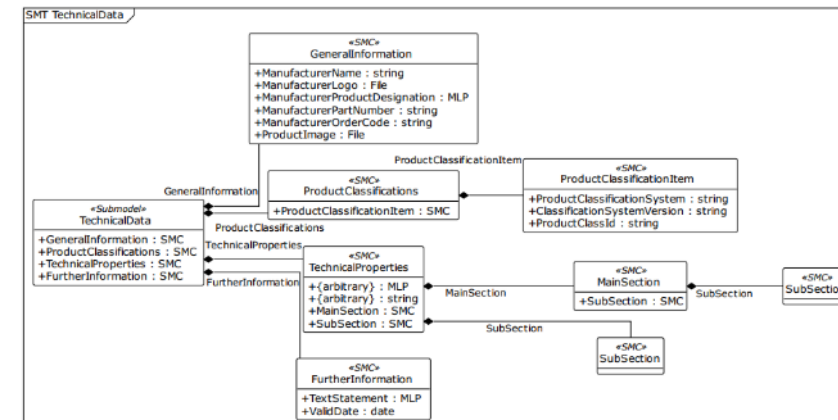 SMT TechnicalData
«SMC»
GeneralInformation
+ManufacturerName : string
+ManufacturerLogo : File
+ManufacturerProductDesignation : MLP
+ManufacturerPartNumber : string
+ManufacturerOrderCode : string
+ProductImage : File
GeneralInformation
«SMC»
ProductClassifications
+ProductClassificationItem : SMC
ProductClassificationItem
«SMC»
ProductClassificationItem
+ProductClassificationSystem : string
+ClassificationSystemVersion : string
+ProductClassId : string
«Submodel»
TechnicalData
+GeneralInformation : SMC
+ProductClassifications : SMC
+TechnicalProperties : SMC
+FurtherInformation : SMC
ProductClassifications
TechnicalProperties
FurtherInformation
«SMC»
TechnicalProperties
+{arbitrary} : MLP
+{arbitrary} : string
+MainSection : SMC
+SubSection : SMC
MainSection
«SMC»
MainSection
+SubSection : SMC
SubSection
«SMC»
SubSection
SubSection
«SMC»
SubSection
«SMC»
FurtherInformation
+TextStatement : MLP
+ValidDate : date